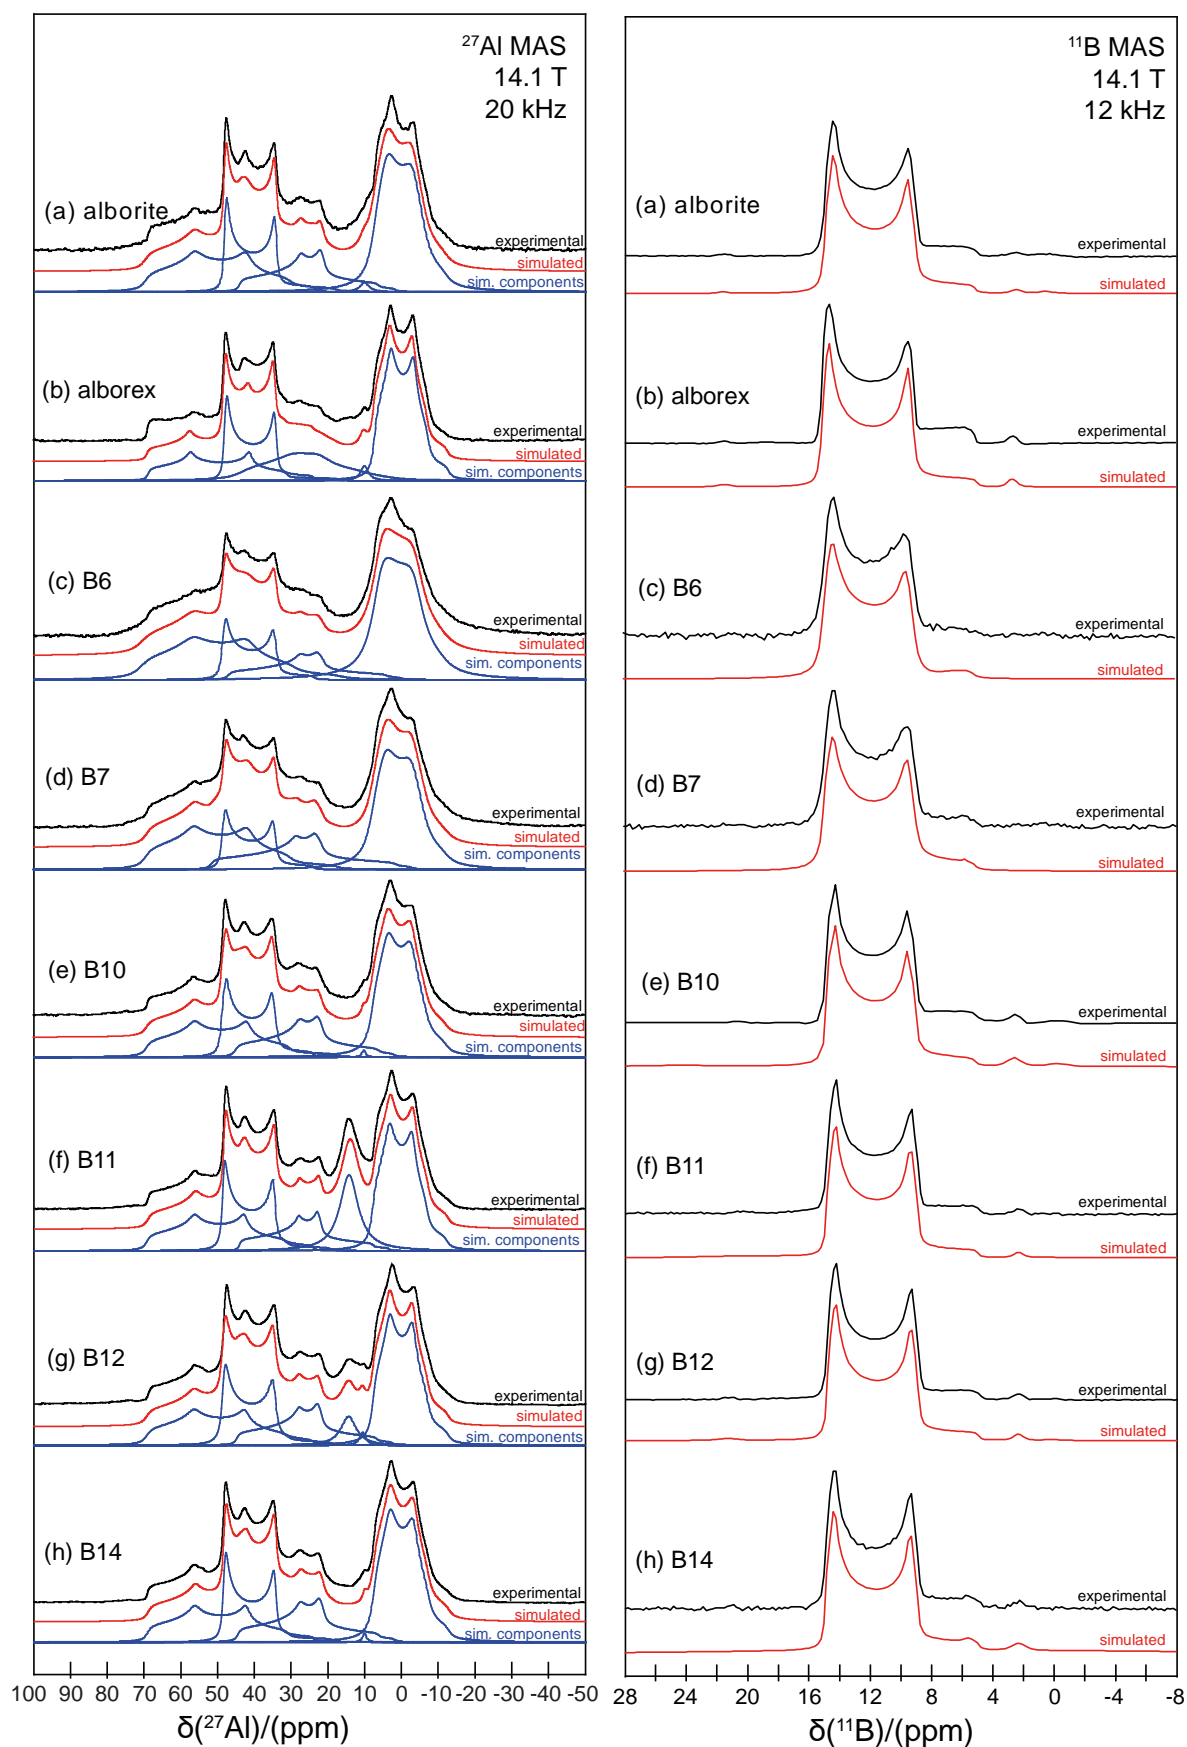 ²⁷Al MAS
14.1 T
20 kHz
(a) alborite
experimental
simulated
sim. components
(b) alborex
experimental
simulated
sim. components
(c) B6
experimental
simulated
sim. components
(d) B7
experimental
simulated
sim. components
(e) B10
experimental
simulated
sim. components
(f) B11
experimental
simulated
sim. components
(g) B12
experimental
simulated
sim. components
(h) B14
experimental
simulated
sim. components
100 90 80 70 60 50 40 30 20 10 0 -10 -20 -30 -40 -50
δ(²⁷Al)/(ppm)
¹¹B MAS
14.1 T
12 kHz
(a) alborite
experimental
simulated
(b) alborex
experimental
simulated
(c) B6
experimental
simulated
(d) B7
experimental
simulated
(e) B10
experimental
simulated
(f) B11
experimental
simulated
(g) B12
experimental
simulated
(h) B14
experimental
simulated
28 24 20 16 12 8 4 0 -4 -8
δ(¹¹B)/(ppm)